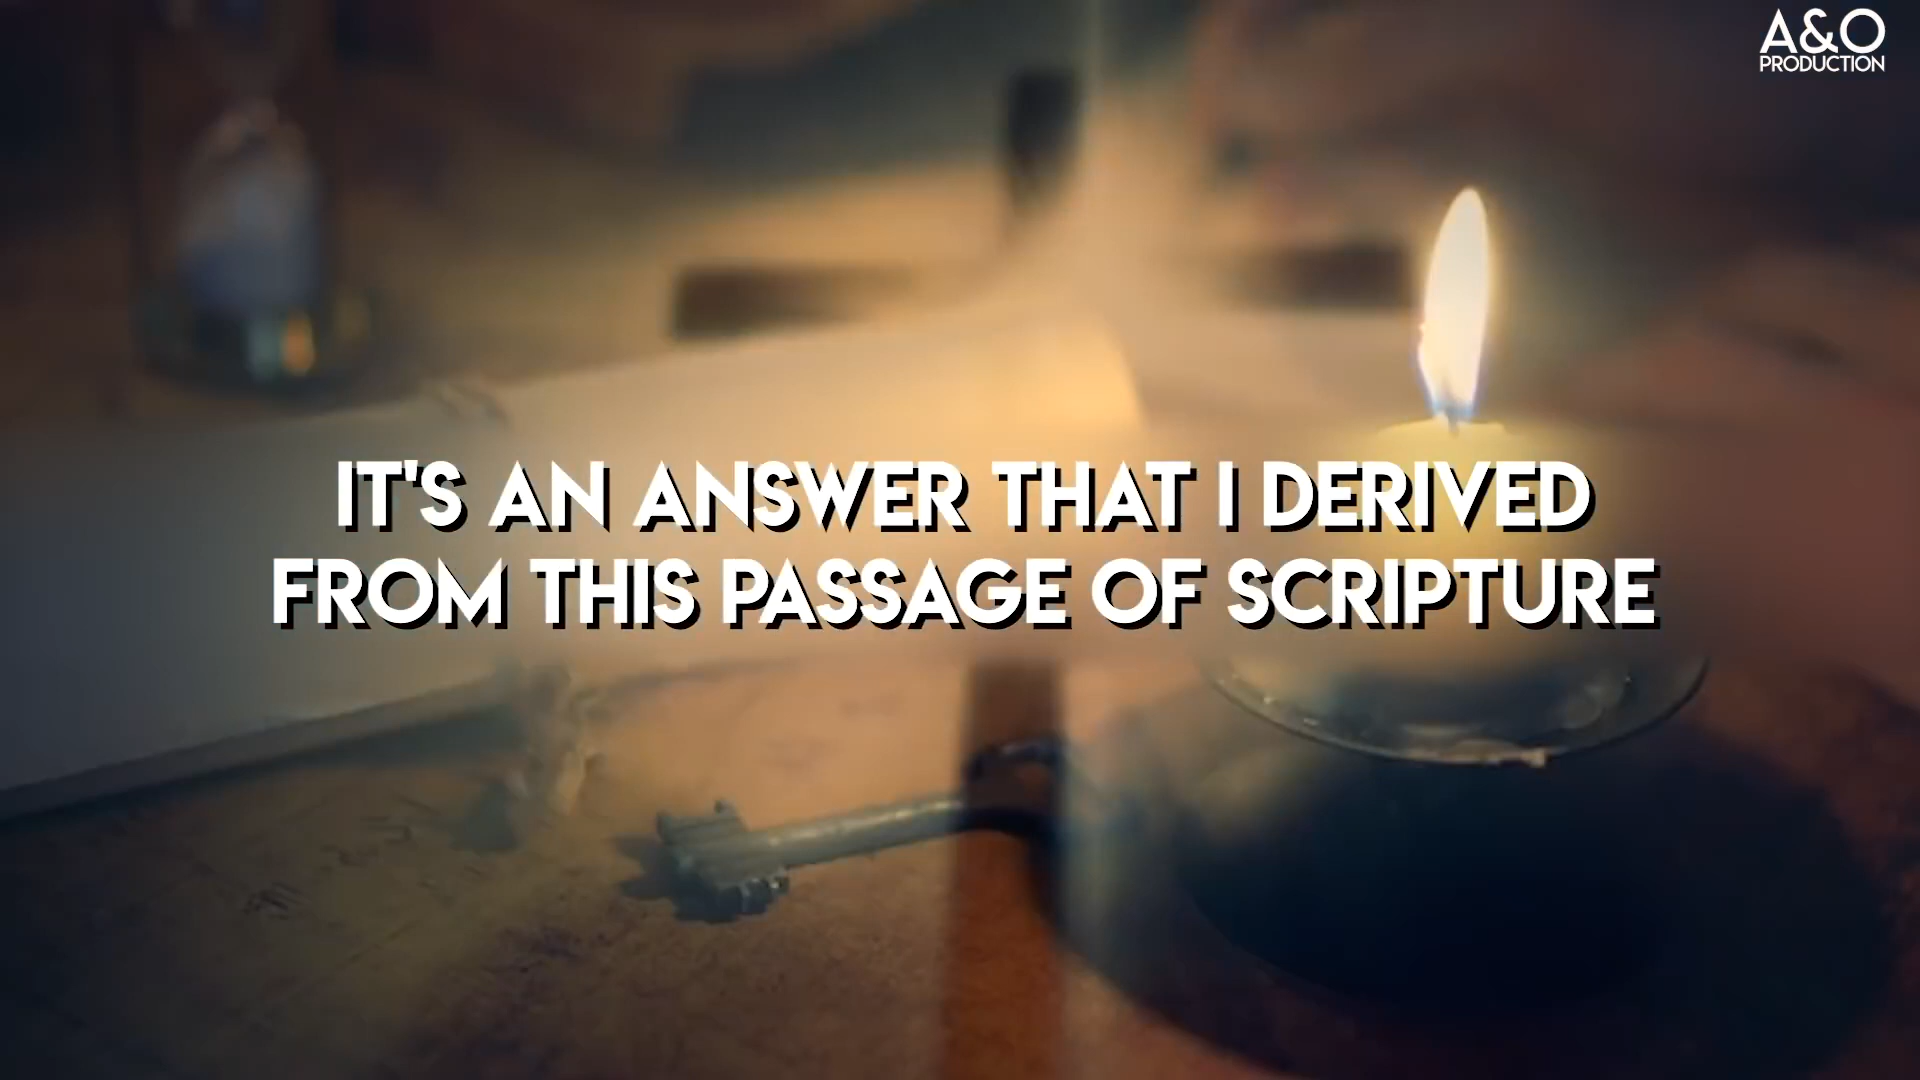 A&O
PRODUCTION
IT'S AN ANSWER THAT I DERIVED
FROM THIS PASSAGE OF SCRIPTURE